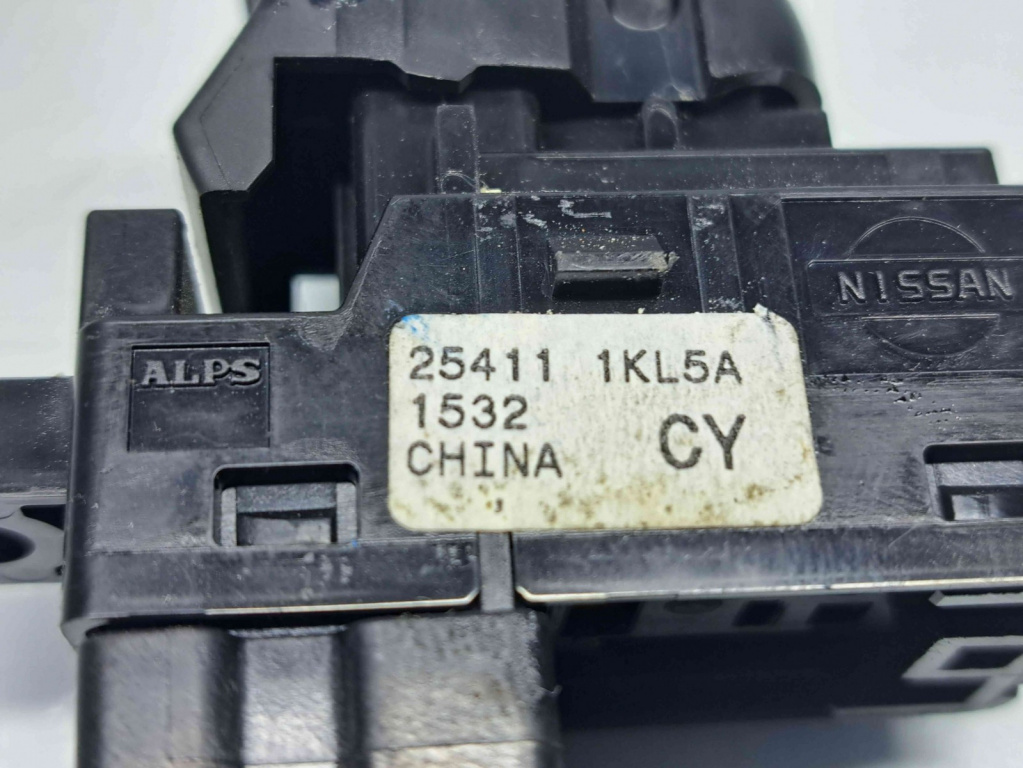 NISSAN
ALPS
25411 1KL5A
1532
CHINA CY